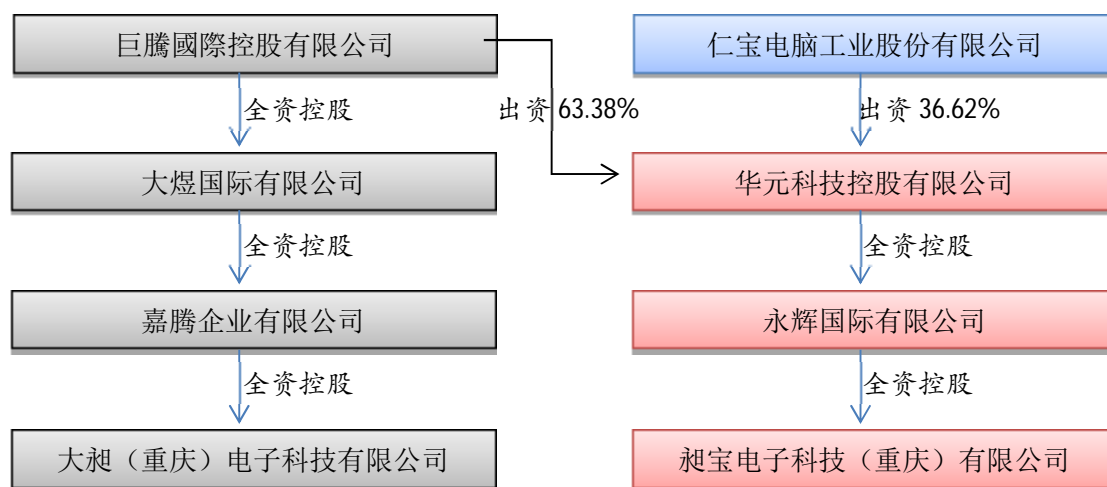 巨騰國際控股有限公司
仁宝电脑工业股份有限公司
全资控股
出资 63.38%
出资 36.62%
大煜国际有限公司
华元科技控股有限公司
全资控股
全资控股
嘉腾企业有限公司
永辉国际有限公司
全资控股
全资控股
大昶（重庆）电子科技有限公司
昶宝电子科技（重庆）有限公司